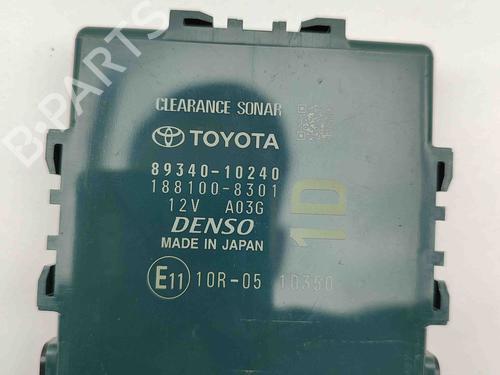 B-PARTS
CLEARANCE SONAR
TOYOTA
89340-10240
188100-8301
12V A03G
DENSO
MADE IN JAPAN
1D
E11 10R-05 10350